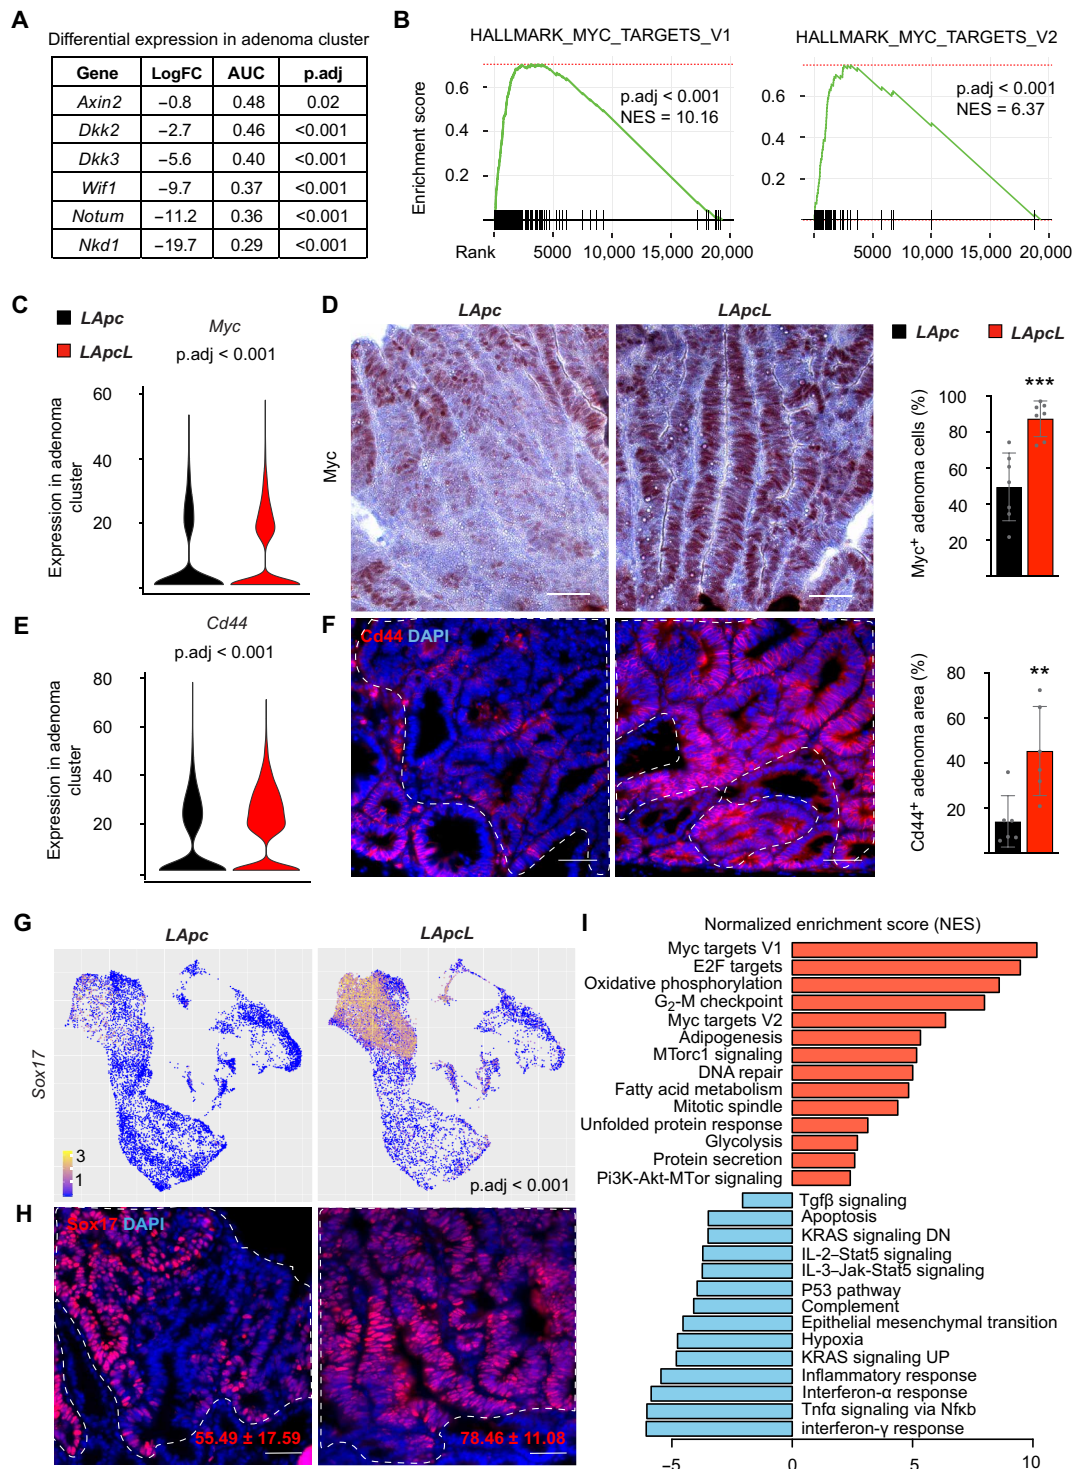 A
Differential expression in adenoma cluster
Gene LogFC AUC p.adj
Axin2 −0.8 0.48 0.02
Dkk2 −2.7 0.46 <0.001
Dkk3 −5.6 0.40 <0.001
Wif1 −9.7 0.37 <0.001
Notum −11.2 0.36 <0.001
Nkd1 −19.7 0.29 <0.001
B
HALLMARK_MYC_TARGETS_V1
Enrichment score
0.6
0.4
0.2
p.adj < 0.001
NES = 10.16
Rank
5000 10,000 15,000 20,000
HALLMARK_MYC_TARGETS_V2
0.6
0.4
0.2
p.adj < 0.001
NES = 6.37
5000 10,000 15,000 20,000
C
LApc
LApcL
Myc
p.adj < 0.001
Expression in adenoma
cluster
60
40
20
D
LApc LApcL
Myc
LApc LApcL
Myc+ adenoma cells (%)
100
80
60
40
20
***
E
Cd44
p.adj < 0.001
Expression in adenoma
cluster
80
60
40
20
F
Cd44 DAPI
Cd44+ adenoma area (%)
80
60
40
20
**
G
LApc LApcL
Sox17
3
1
p.adj < 0.001
H
Sox17 DAPI
55.49 ± 17.59
78.46 ± 11.08
I
Normalized enrichment score (NES)
Myc targets V1
E2F targets
Oxidative phosphorylation
G2-M checkpoint
Myc targets V2
Adipogenesis
MTorc1 signaling
DNA repair
Fatty acid metabolism
Mitotic spindle
Unfolded protein response
Glycolysis
Protein secretion
Pi3K-Akt-MTor signaling
Tgfβ signaling
Apoptosis
KRAS signaling DN
IL-2–Stat5 signaling
IL-3–Jak-Stat5 signaling
P53 pathway
Complement
Epithelial mesenchymal transition
Hypoxia
KRAS signaling UP
Inflammatory response
Interferon-α response
Tnfα signaling via Nfκb
interferon-γ response
−5 0 5 10